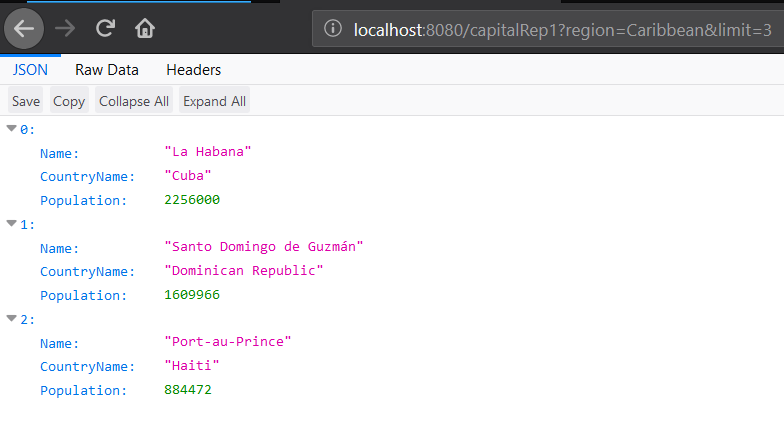 localhost:8080/capitalRep1?region=Caribbean&limit=3
JSON Raw Data Headers
Save Copy Collapse All Expand All
0:
Name: "La Habana"
CountryName: "Cuba"
Population: 2256000
1:
Name: "Santo Domingo de Guzmán"
CountryName: "Dominican Republic"
Population: 1609966
2:
Name: "Port-au-Prince"
CountryName: "Haiti"
Population: 884472